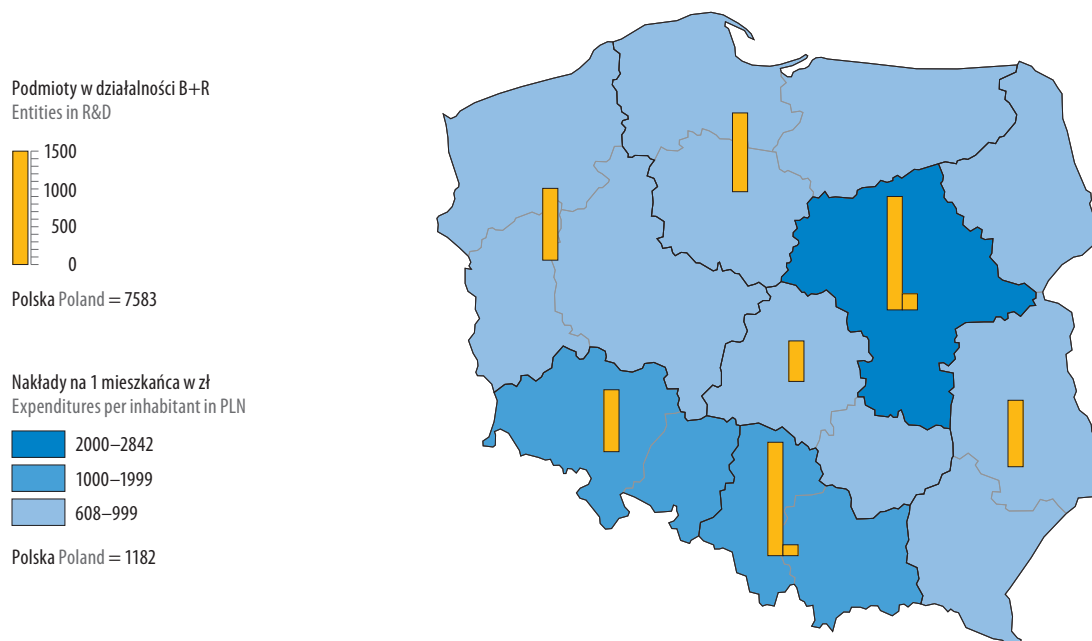 Podmioty w działalności B+R
Entities in R&D
1500
1000
500
0
Polska Poland = 7583
Nakłady na 1 mieszkańca w zł
Expenditures per inhabitant in PLN
2000–2842
1000–1999
608–999
Polska Poland = 1182